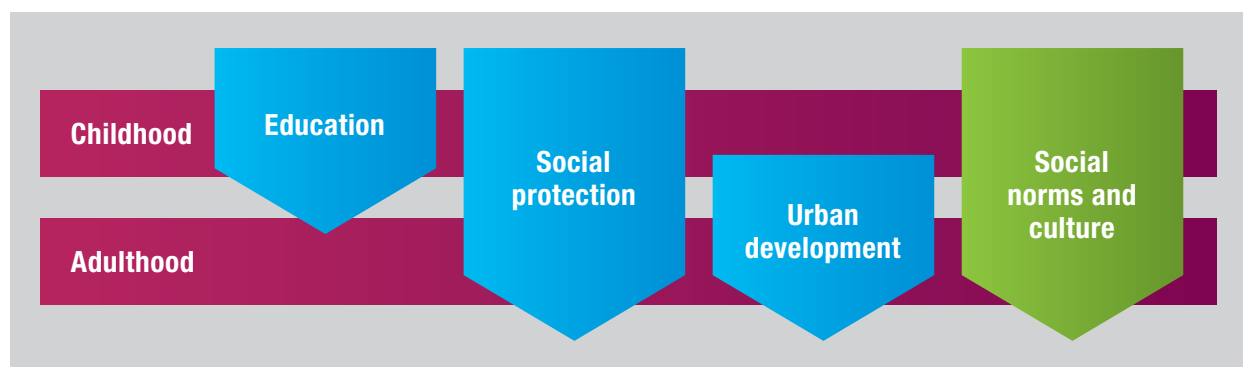 Childhood
Education
Social
protection
Urban
development
Social
norms and
culture
Adulthood